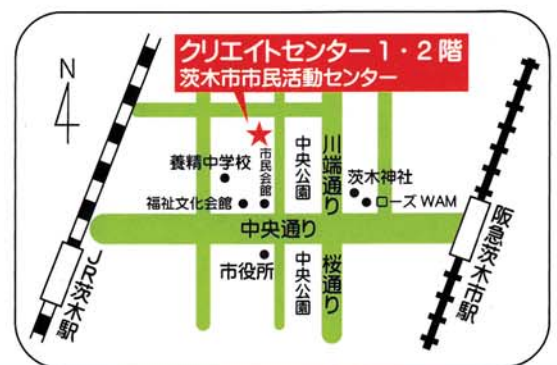 クリエイトセンター1・2階
茨木市市民活動センター
N
養精中学校
市民会館
中央公園
川端通り
茨木神社
ローズ WAM
福祉文化会館
中央通り
市役所
中央公園
桜通り
JR茨木駅
阪急茨木市駅